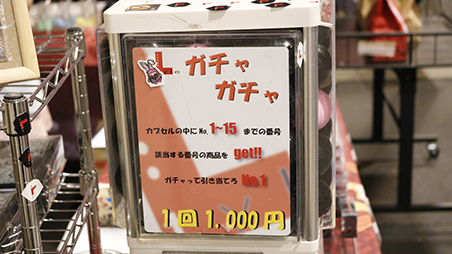 Lのガチャ
ガチャ
カプセルの中にNo.1~15までの番号
該当する番号の商品をget!!
ガチャって引き当てろNo.1
1回1.000円